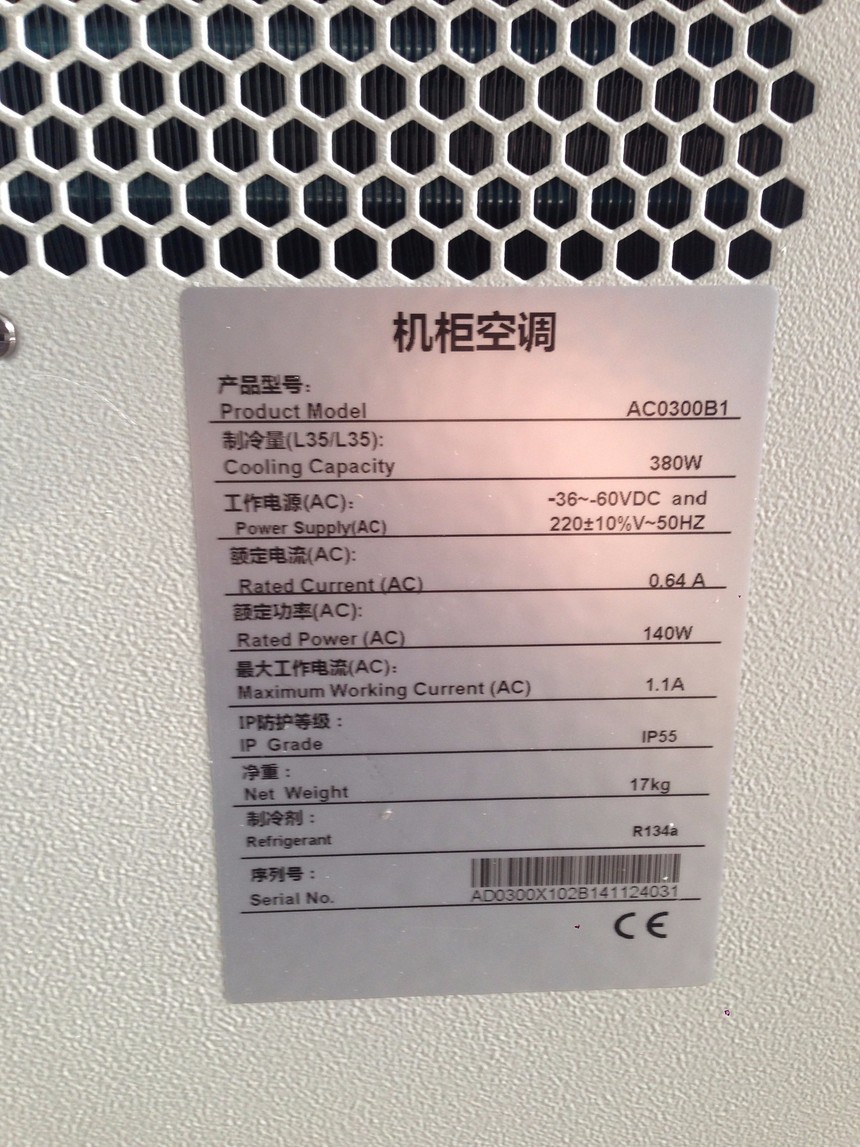 机柜空调
产品型号：
Product Model AC0300B1
制冷量(L35/L35):
Cooling Capacity 380W
工作电源(AC): -36~-60VDC and
Power Supply(AC) 220±10%V~50HZ
额定电流(AC):
Rated Current (AC) 0.64 A
额定功率(AC):
Rated Power (AC) 140W
最大工作电流(AC):
Maximum Working Current (AC) 1.1A
IP防护等级：
IP Grade IP55
净重：
Net Weight 17kg
制冷剂：
Refrigerant R134a
序列号：
Serial No. AD0300X102B141124031
CE